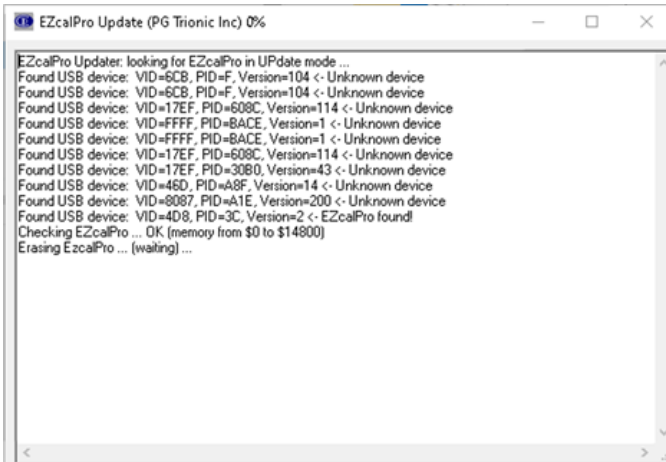 EZcalPro Update (PG Trionic Inc) 0%
EZcalPro Updater: looking for EZcalPro in UPdate mode ...
Found USB device:  VID=6CB, PID=F, Version=104 <- Unknown device
Found USB device:  VID=6CB, PID=F, Version=104 <- Unknown device
Found USB device:  VID=17EF, PID=608C, Version=114 <- Unknown device
Found USB device:  VID=FFFF, PID=BACE, Version=1 <- Unknown device
Found USB device:  VID=FFFF, PID=BACE, Version=1 <- Unknown device
Found USB device:  VID=17EF, PID=608C, Version=114 <- Unknown device
Found USB device:  VID=17EF, PID=30B0, Version=43 <- Unknown device
Found USB device:  VID=46D, PID=A8F, Version=14 <- Unknown device
Found USB device:  VID=8087, PID=A1E, Version=200 <- Unknown device
Found USB device:  VID=4D8, PID=3C, Version=2 <- EZcalPro found!
Checking EZcalPro ... OK (memory from $0 to $14800)
Erasing EzcalPro ... (waiting) ...